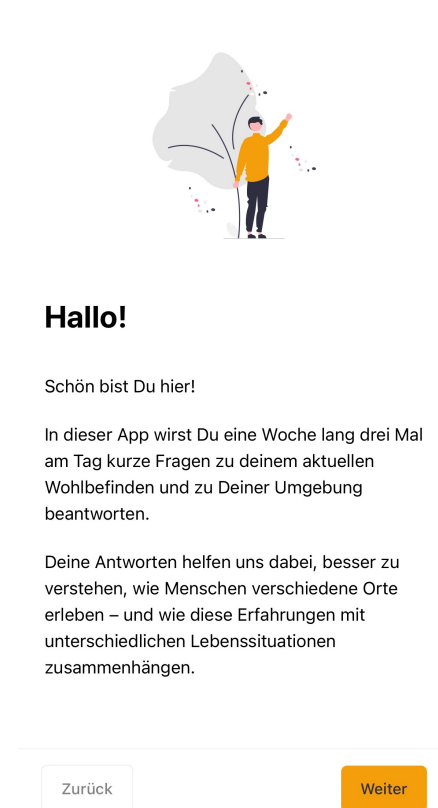 Hallo!
Schön bist Du hier!
In dieser App wirst Du eine Woche lang drei Mal
am Tag kurze Fragen zu deinem aktuellen
Wohlbefinden und zu Deiner Umgebung
beantworten.
Deine Antworten helfen uns dabei, besser zu
verstehen, wie Menschen verschiedene Orte
erleben – und wie diese Erfahrungen mit
unterschiedlichen Lebenssituationen
zusammenhängen.
Zurück
Weiter